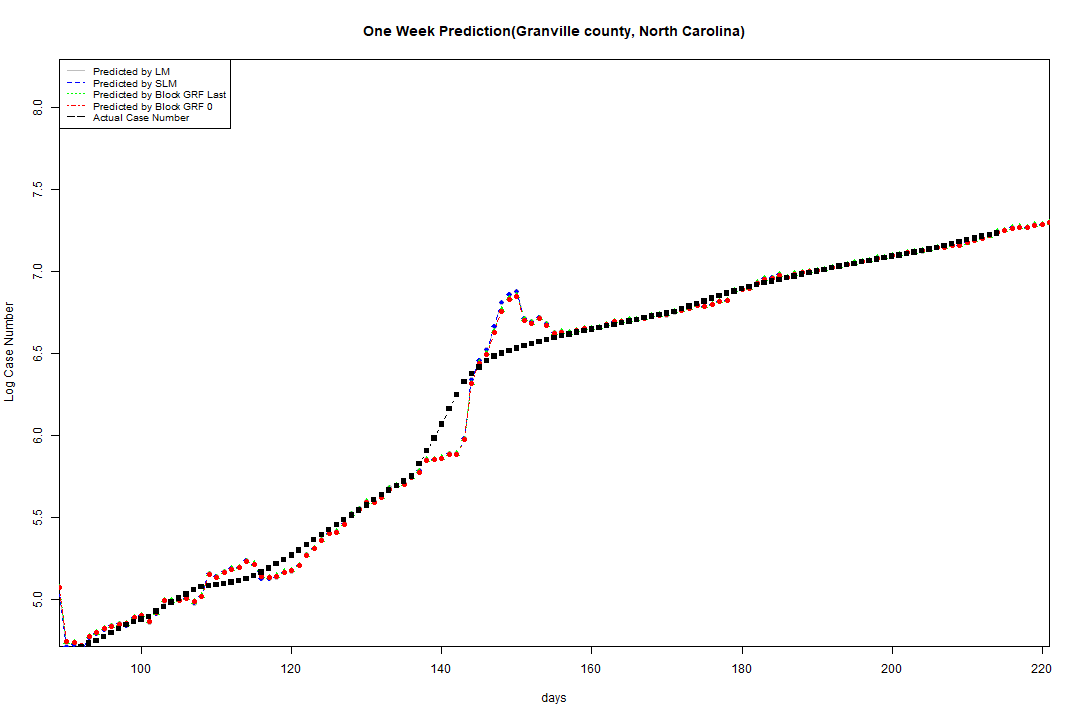 One Week Prediction(Granville county, North Carolina)
Predicted by LM
Predicted by SLM
Predicted by Block GRF Last
Predicted by Block GRF 0
Actual Case Number
Log Case Number
8.0
7.5
7.0
6.5
6.0
5.5
5.0
100 120 140 160 180 200 220
days